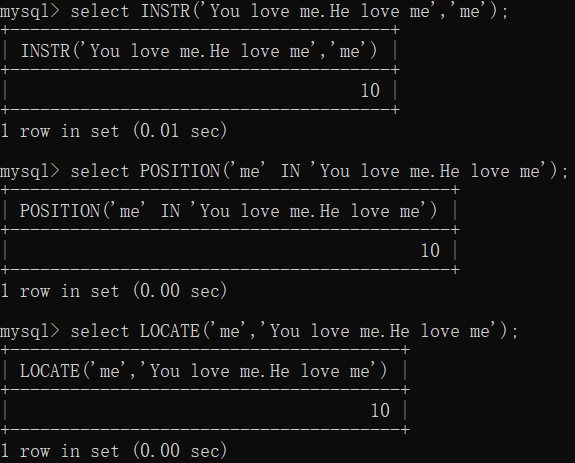 mysql> select INSTR('You love me.He love me','me');
+--------------------------------------+
| INSTR('You love me.He love me','me') |
+--------------------------------------+
|                                   10 |
+--------------------------------------+
1 row in set (0.01 sec)
mysql> select POSITION('me' IN 'You love me.He love me');
+--------------------------------------------+
| POSITION('me' IN 'You love me.He love me') |
+--------------------------------------------+
|                                         10 |
+--------------------------------------------+
1 row in set (0.00 sec)
mysql> select LOCATE('me','You love me.He love me');
+---------------------------------------+
| LOCATE('me','You love me.He love me') |
+---------------------------------------+
|                                    10 |
+---------------------------------------+
1 row in set (0.00 sec)